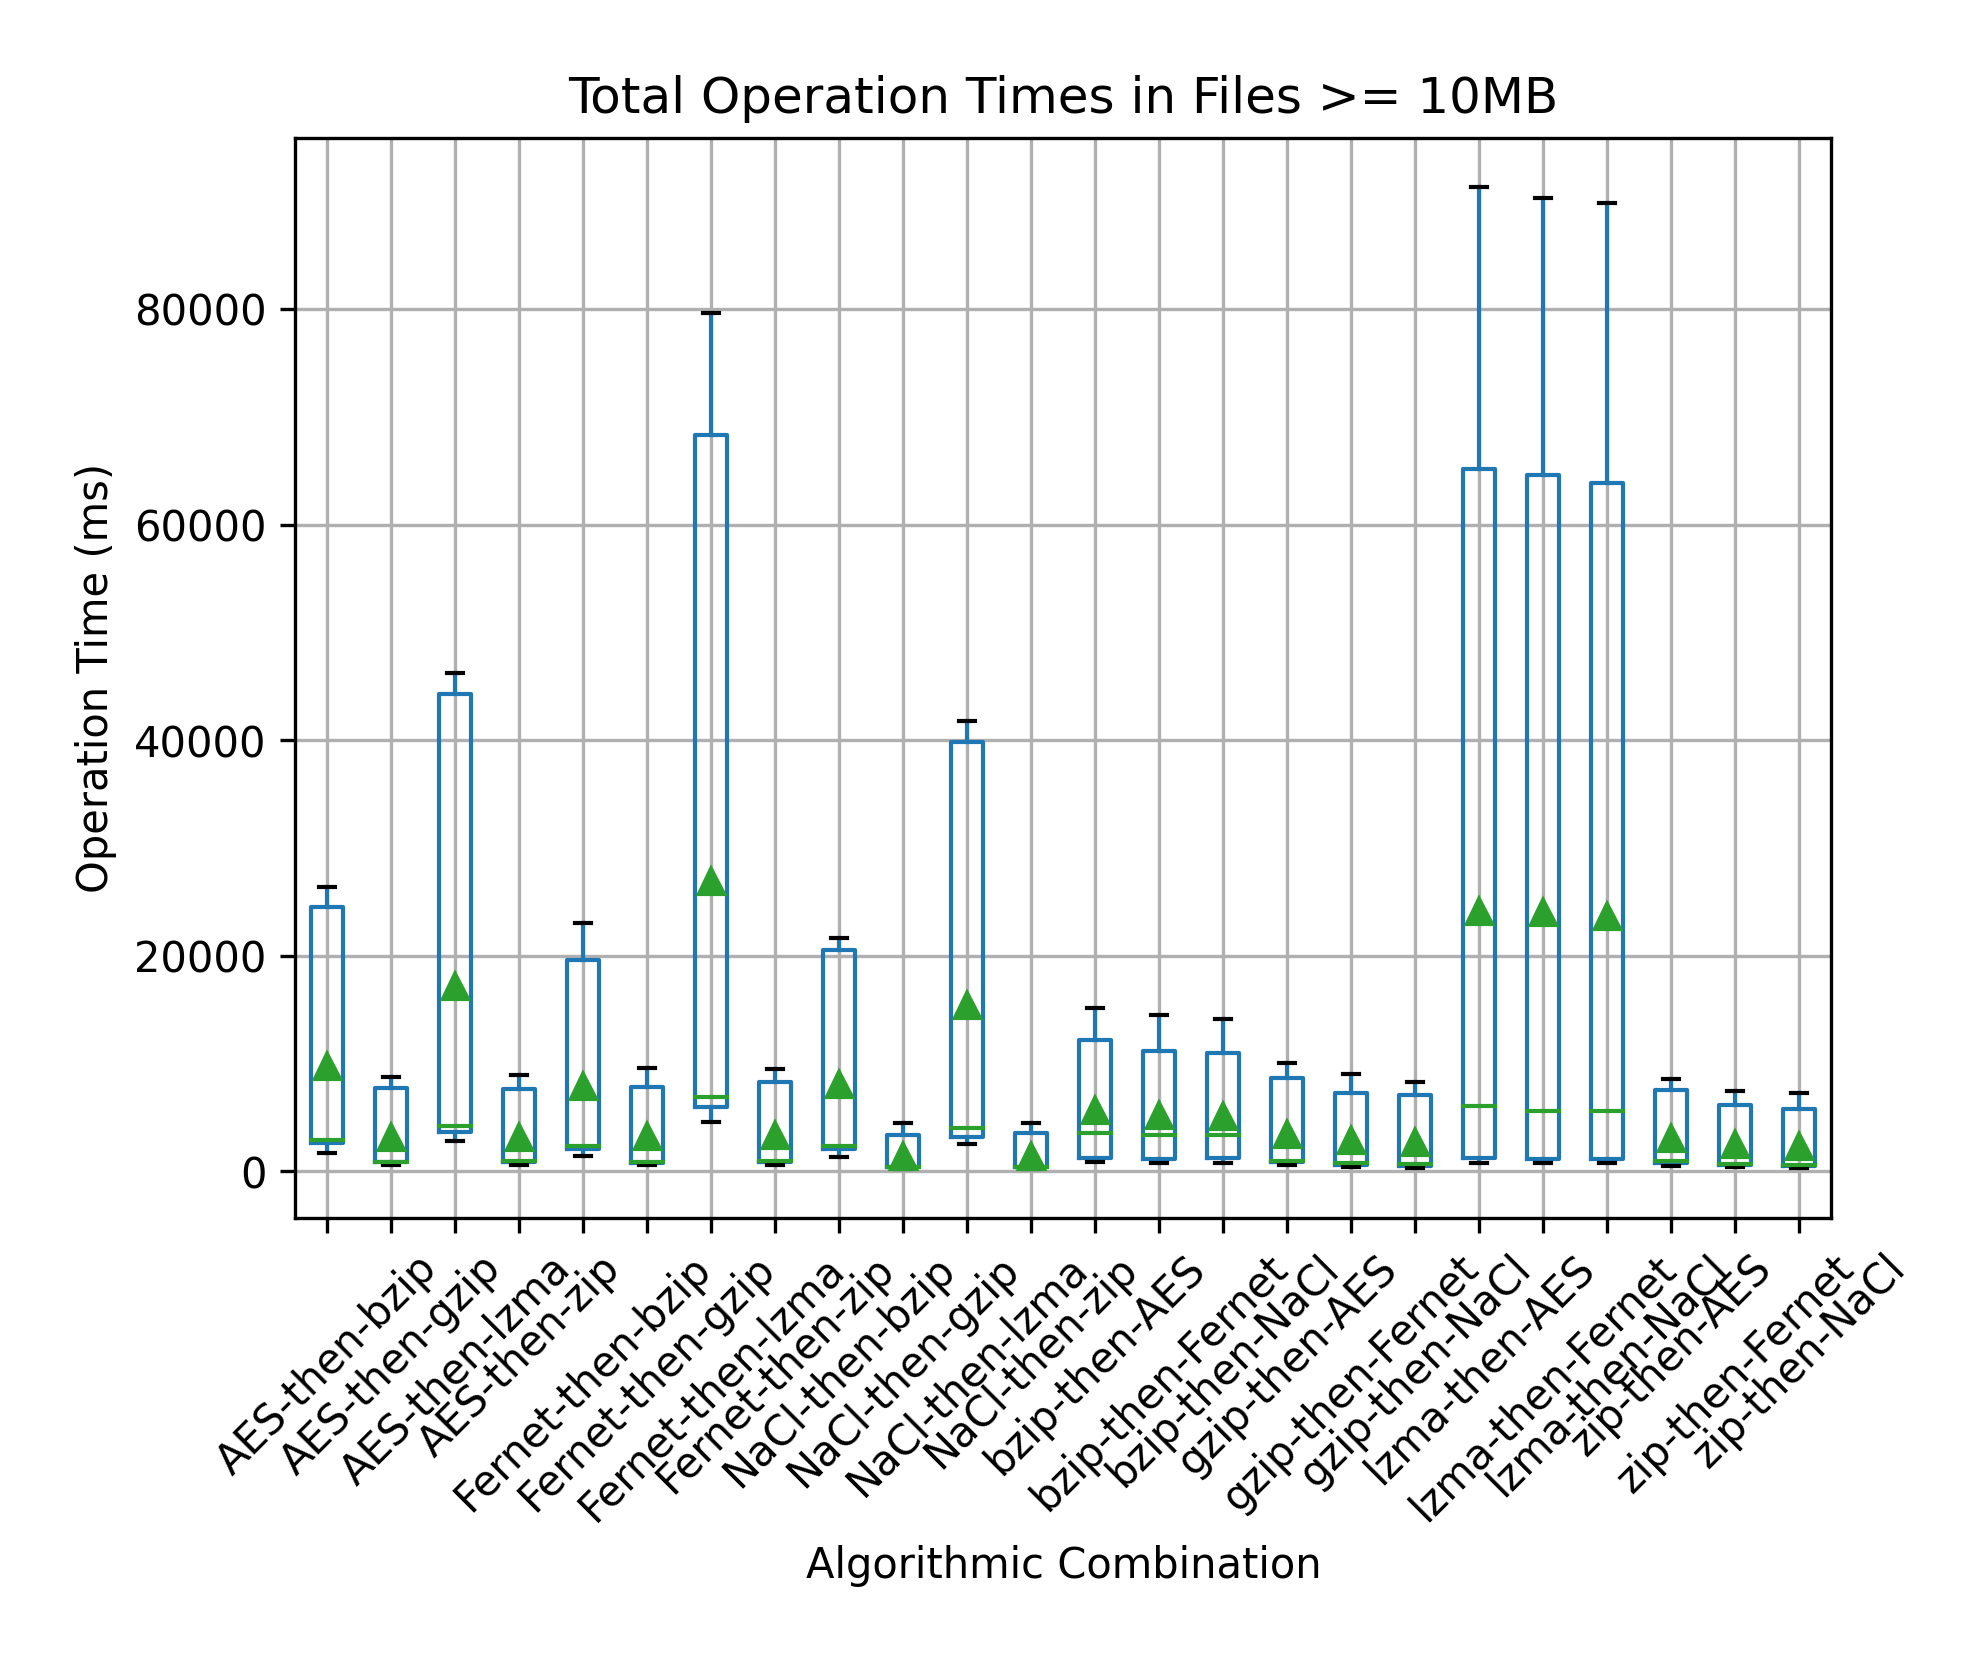 Total Operation Times in Files >= 10MB
80000
60000
40000
20000
0
Operation Time (ms)
AES-then-bzip
AES-then-gzip
AES-then-lzma
AES-then-zip
Fernet-then-bzip
Fernet-then-gzip
Fernet-then-lzma
Fernet-then-zip
NaCl-then-bzip
NaCl-then-gzip
NaCl-then-lzma
NaCl-then-zip
bzip-then-AES
bzip-then-Fernet
bzip-then-NaCl
gzip-then-AES
gzip-then-Fernet
gzip-then-NaCl
lzma-then-AES
lzma-then-Fernet
lzma-then-NaCl
zip-then-AES
zip-then-Fernet
zip-then-NaCl
Algorithmic Combination